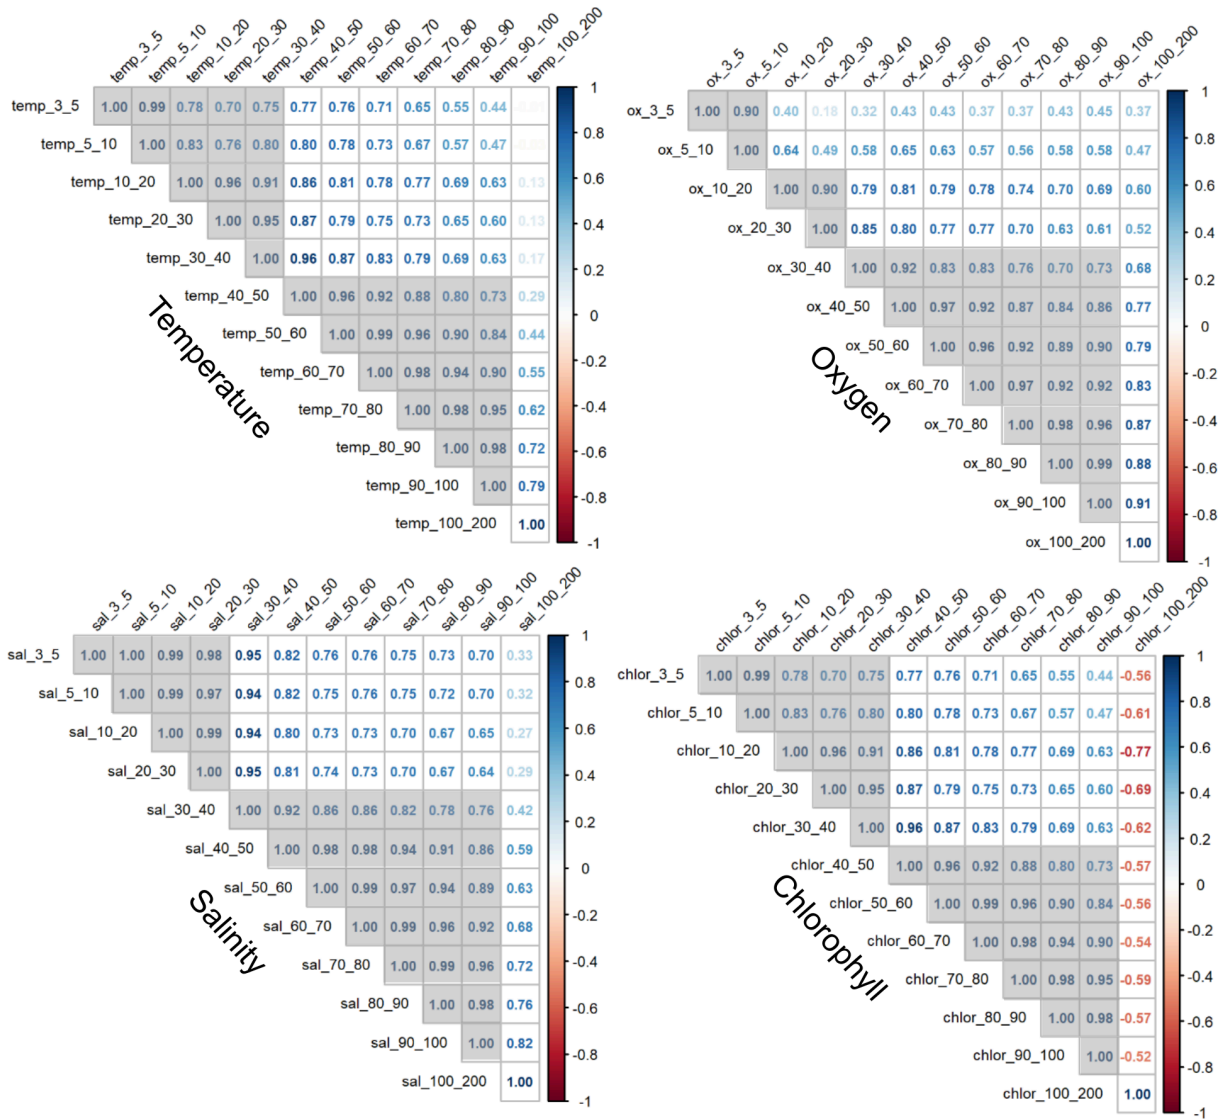 temp_3_5 temp_5_10 temp_10_20 temp_20_30 temp_30_40 temp_40_50 temp_50_60 temp_60_70 temp_70_80 temp_80_90 temp_90_100 temp_100_200
temp_3_5 1.00 0.99 0.78 0.70 0.75 0.77 0.76 0.71 0.65 0.55 0.44
temp_5_10 1.00 0.83 0.76 0.80 0.80 0.78 0.73 0.67 0.57 0.47
temp_10_20 1.00 0.96 0.91 0.86 0.81 0.78 0.77 0.69 0.63 0.13
temp_20_30 1.00 0.95 0.87 0.79 0.75 0.73 0.65 0.60 0.13
temp_30_40 1.00 0.96 0.87 0.83 0.79 0.69 0.63 0.17
temp_40_50 1.00 0.96 0.92 0.88 0.80 0.73 0.29
temp_50_60 1.00 0.99 0.96 0.90 0.84 0.44
temp_60_70 1.00 0.98 0.94 0.90 0.55
temp_70_80 1.00 0.98 0.95 0.62
temp_80_90 1.00 0.98 0.72
temp_90_100 1.00 0.79
temp_100_200 1.00
Temperature
1
0.8
0.6
0.4
0.2
0
-0.2
-0.4
-0.6
-0.8
-1
ox_3_5 ox_5_10 ox_10_20 ox_20_30 ox_30_40 ox_40_50 ox_50_60 ox_60_70 ox_70_80 ox_80_90 ox_90_100 ox_100_200
ox_3_5 1.00 0.90 0.40 0.18 0.32 0.43 0.43 0.37 0.37 0.43 0.45 0.37
ox_5_10 1.00 0.64 0.49 0.58 0.65 0.63 0.57 0.56 0.58 0.58 0.47
ox_10_20 1.00 0.90 0.79 0.81 0.79 0.78 0.74 0.70 0.69 0.60
ox_20_30 1.00 0.85 0.80 0.77 0.77 0.70 0.63 0.61 0.52
ox_30_40 1.00 0.92 0.83 0.83 0.76 0.70 0.73 0.68
ox_40_50 1.00 0.97 0.92 0.87 0.84 0.86 0.77
ox_50_60 1.00 0.96 0.92 0.89 0.90 0.79
ox_60_70 1.00 0.97 0.92 0.92 0.83
ox_70_80 1.00 0.98 0.96 0.87
ox_80_90 1.00 0.99 0.88
ox_90_100 1.00 0.91
ox_100_200 1.00
Oxygen
1
0.8
0.6
0.4
0.2
0
-0.2
-0.4
-0.6
-0.8
-1
sal_3_5 sal_5_10 sal_10_20 sal_20_30 sal_30_40 sal_40_50 sal_50_60 sal_60_70 sal_70_80 sal_80_90 sal_90_100 sal_100_200
sal_3_5 1.00 1.00 0.99 0.98 0.95 0.82 0.76 0.76 0.75 0.73 0.70 0.33
sal_5_10 1.00 0.99 0.97 0.94 0.82 0.75 0.76 0.75 0.72 0.70 0.32
sal_10_20 1.00 0.99 0.94 0.80 0.73 0.73 0.70 0.67 0.65 0.27
sal_20_30 1.00 0.95 0.81 0.74 0.73 0.70 0.67 0.64 0.29
sal_30_40 1.00 0.92 0.86 0.86 0.82 0.78 0.76 0.42
sal_40_50 1.00 0.98 0.98 0.94 0.91 0.86 0.59
sal_50_60 1.00 0.99 0.97 0.94 0.89 0.63
sal_60_70 1.00 0.99 0.96 0.92 0.68
sal_70_80 1.00 0.99 0.96 0.72
sal_80_90 1.00 0.98 0.76
sal_90_100 1.00 0.82
sal_100_200 1.00
Salinity
1
0.8
0.6
0.4
0.2
0
-0.2
-0.4
-0.6
-0.8
-1
chlor_3_5 chlor_5_10 chlor_10_20 chlor_20_30 chlor_30_40 chlor_40_50 chlor_50_60 chlor_60_70 chlor_70_80 chlor_80_90 chlor_90_100 chlor_100_200
chlor_3_5 1.00 0.99 0.78 0.70 0.75 0.77 0.76 0.71 0.65 0.55 0.44 -0.56
chlor_5_10 1.00 0.83 0.76 0.80 0.80 0.78 0.73 0.67 0.57 0.47 -0.61
chlor_10_20 1.00 0.96 0.91 0.86 0.81 0.78 0.77 0.69 0.63 -0.77
chlor_20_30 1.00 0.95 0.87 0.79 0.75 0.73 0.65 0.60 -0.69
chlor_30_40 1.00 0.96 0.87 0.83 0.79 0.69 0.63 -0.62
chlor_40_50 1.00 0.96 0.92 0.88 0.80 0.73 -0.57
chlor_50_60 1.00 0.99 0.96 0.90 0.84 -0.56
chlor_60_70 1.00 0.98 0.94 0.90 -0.54
chlor_70_80 1.00 0.98 0.95 -0.59
chlor_80_90 1.00 0.98 -0.57
chlor_90_100 1.00 -0.52
chlor_100_200 1.00
Chlorophyll
1
0.8
0.6
0.4
0.2
0
-0.2
-0.4
-0.6
-0.8
-1